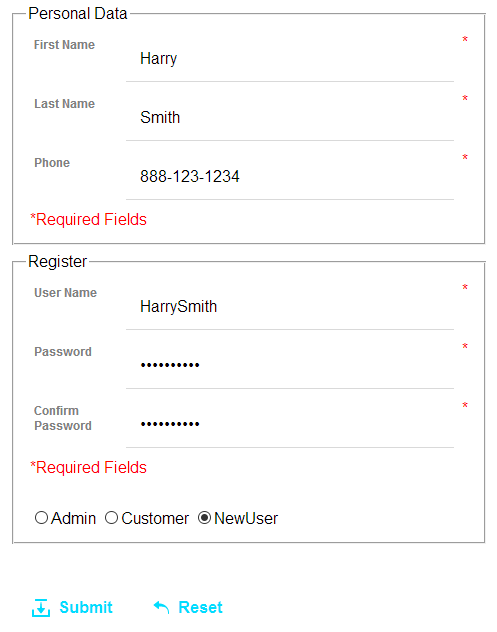 Personal Data
First Name *
Harry
Last Name *
Smith
Phone *
888-123-1234
*Required Fields
Register
User Name *
HarrySmith
Password *
••••••••••
Confirm *
Password
••••••••••
*Required Fields
Admin Customer NewUser
Submit Reset